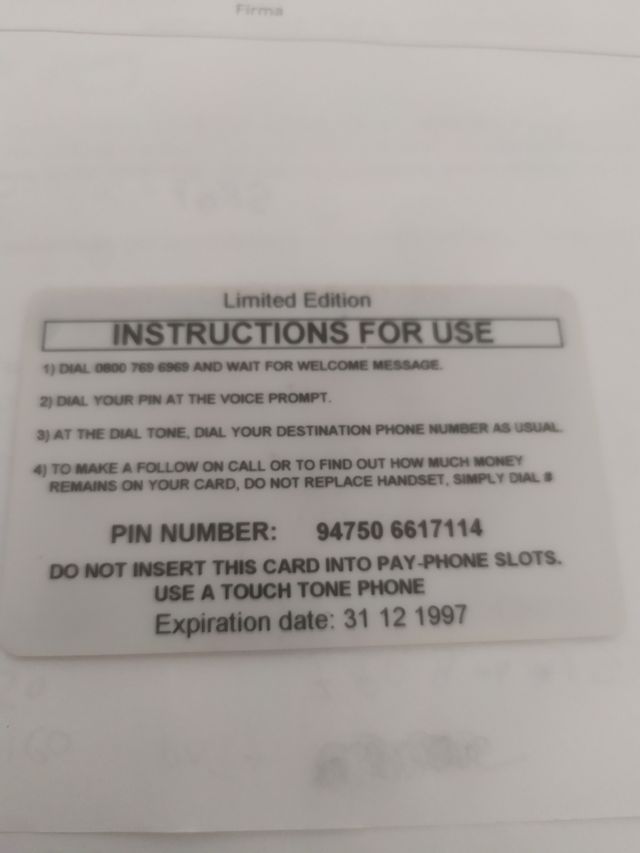 Firma
Limited Edition
INSTRUCTIONS FOR USE
1) DIAL 0800 769 6969 AND WAIT FOR WELCOME MESSAGE.
2) DIAL YOUR PIN AT THE VOICE PROMPT.
3) AT THE DIAL TONE, DIAL YOUR DESTINATION PHONE NUMBER AS USUAL.
4) TO MAKE A FOLLOW ON CALL OR TO FIND OUT HOW MUCH MONEY
REMAINS ON YOUR CARD, DO NOT REPLACE HANDSET, SIMPLY DIAL #
PIN NUMBER: 94750 6617114
DO NOT INSERT THIS CARD INTO PAY-PHONE SLOTS.
USE A TOUCH TONE PHONE
Expiration date: 31 12 1997